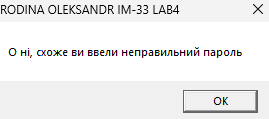 RODINA OLEKSANDR IM-33 LAB4
О ні, схоже ви ввели неправильний пароль
OK